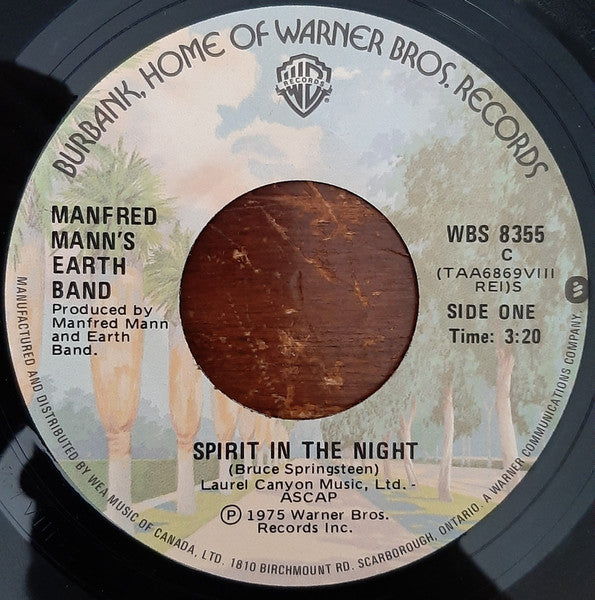 BURBANK, HOME OF WARNER BROS. RECORDS
WB
RECORDS
MANFRED
MANN'S
EARTH
BAND
Produced by
Manfred Mann
and Earth
Band.
WBS 8355
C
(TAA6869VIII
REI)S
SIDE ONE
Time: 3:20
SPIRIT IN THE NIGHT
(Bruce Springsteen)
Laurel Canyon Music, Ltd. -
ASCAP
Ⓟ 1975 Warner Bros.
Records Inc.
MANUFACTURED AND DISTRIBUTED BY WEA MUSIC OF CANADA, LTD. 1810 BIRCHMOUNT RD. SCARBOROUGH, ONTARIO. A WARNER COMMUNICATIONS COMPANY.